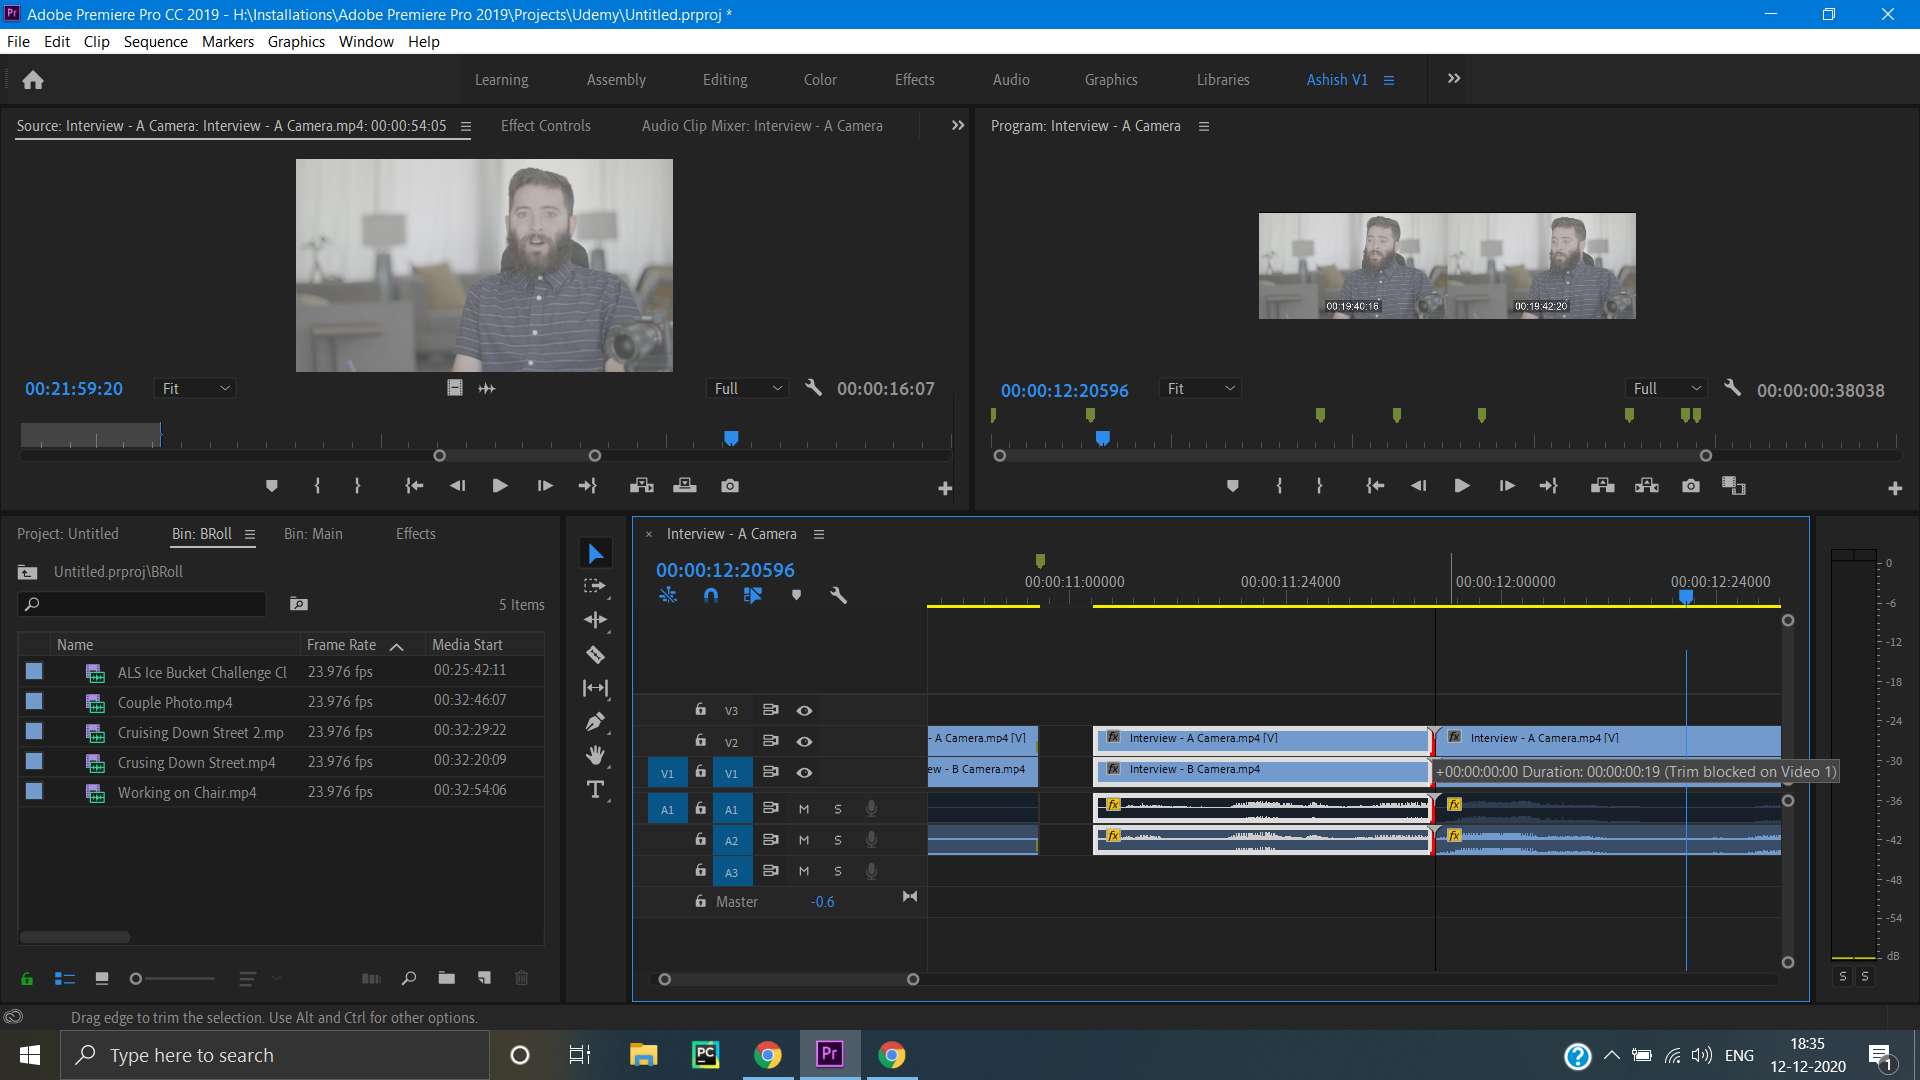 Adobe Premiere Pro CC 2019 - H:\Installations\Adobe Premiere Pro 2019\Projects\Udemy\Untitled.prproj *
File Edit Clip Sequence Markers Graphics Window Help
Learning Assembly Editing Color Effects Audio Graphics Libraries Ashish V1
Source: Interview - A Camera: Interview - A Camera.mp4: 00:00:54:05 Effect Controls Audio Clip Mixer: Interview - A Camera
Program: Interview - A Camera
00:19:40:16 00:19:42:20
00:21:59:20 Fit Full 00:00:16:07
00:00:12:20596 Fit Full 00:00:00:38038
Project: Untitled Bin: BRoll Bin: Main Effects
Untitled.prproj\BRoll
5 Items
Name Frame Rate Media Start
ALS Ice Bucket Challenge Cl 23.976 fps 00:25:42:11
Couple Photo.mp4 23.976 fps 00:32:46:07
Cruising Down Street 2.mp 23.976 fps 00:32:29:22
Crusing Down Street.mp4 23.976 fps 00:32:20:09
Working on Chair.mp4 23.976 fps 00:32:54:06
Interview - A Camera
00:00:12:20596
00:00:11:00000 00:00:11:24000 00:00:12:00000 00:00:12:24000
V3
V2
- A Camera.mp4 [V] fx Interview - A Camera.mp4 [V] fx Interview - A Camera.mp4 [V]
V1 V1
ew - B Camera.mp4 fx Interview - B Camera.mp4
+00:00:00:00 Duration: 00:00:00:19 (Trim blocked on Video 1)
A1 A1 M S fx fx
A2 M S fx fx
A3 M S
Master -0.6
0
-6
-12
-18
-24
-30
-36
-42
-48
-54
dB
S S
Drag edge to trim the selection. Use Alt and Ctrl for other options.
Type here to search
PC
Pr
ENG
18:35
12-12-2020
1